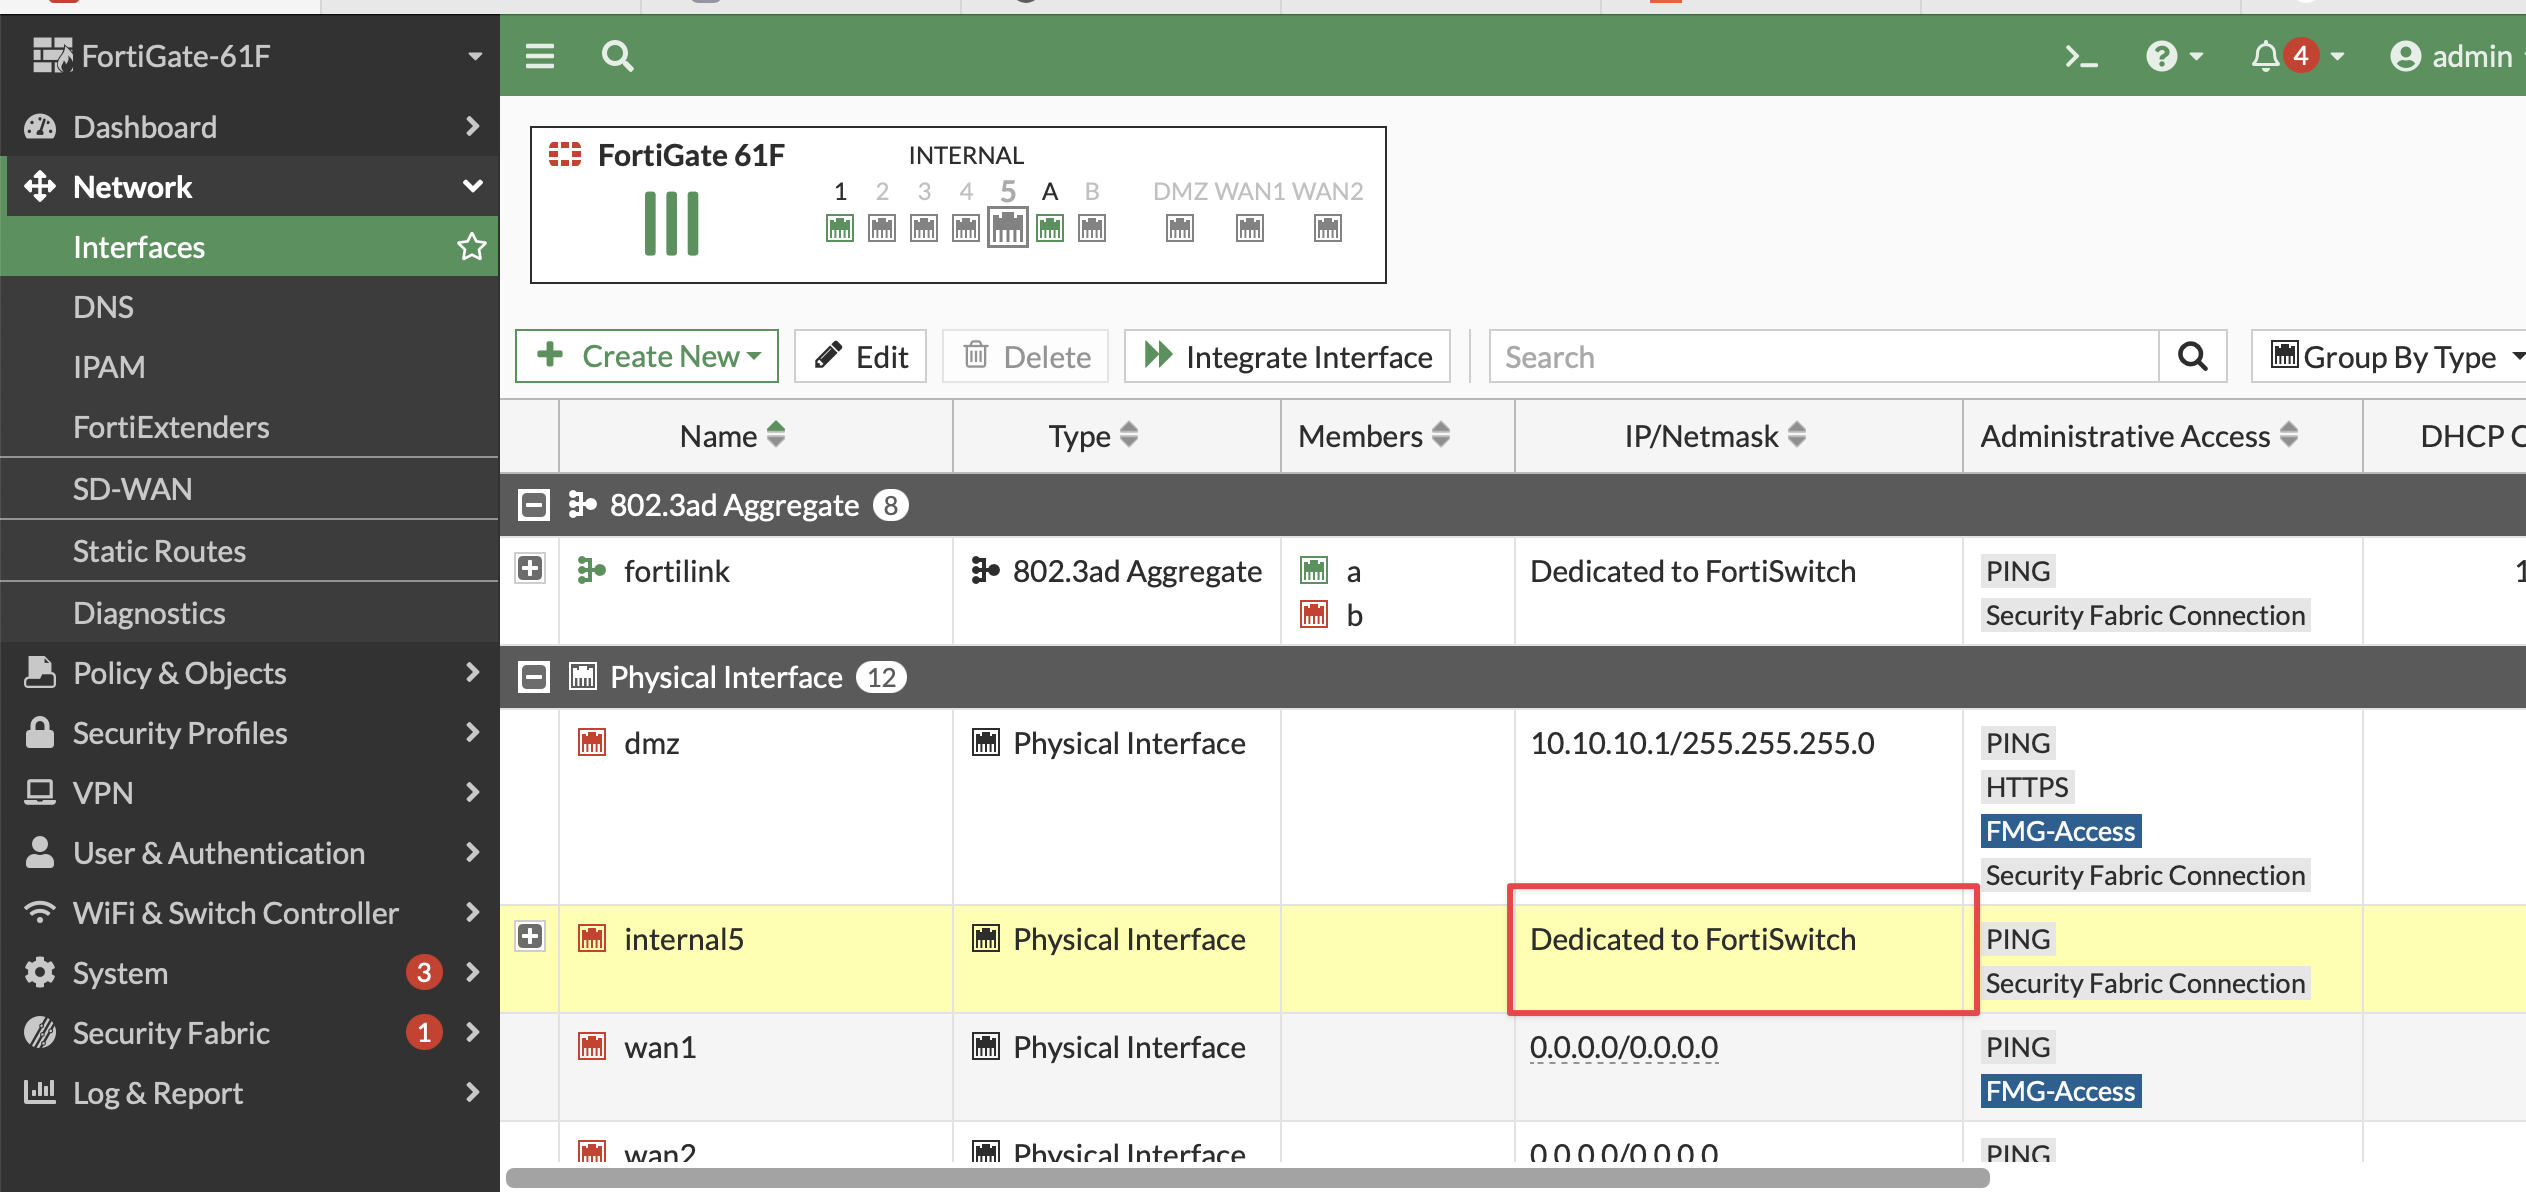 FortiGate-61F
4
admin
Dashboard
Network
Interfaces
DNS
IPAM
FortiExtenders
SD-WAN
Static Routes
Diagnostics
Policy & Objects
Security Profiles
VPN
User & Authentication
WiFi & Switch Controller
System 3
Security Fabric 1
Log & Report
FortiGate 61F
INTERNAL
1 2 3 4 5 A B DMZ WAN1 WAN2
Create New Edit Delete Integrate Interface Search Group By Type
Name Type Members IP/Netmask Administrative Access DHCP
802.3ad Aggregate 8
fortilink 802.3ad Aggregate a Dedicated to FortiSwitch PING 1
b Security Fabric Connection
Physical Interface 12
dmz Physical Interface 10.10.10.1/255.255.255.0 PING
HTTPS
FMG-Access
Security Fabric Connection
internal5 Physical Interface Dedicated to FortiSwitch PING
Security Fabric Connection
wan1 Physical Interface 0.0.0.0/0.0.0.0 PING
FMG-Access
wan2 Physical Interface 0.0.0.0/0.0.0.0 PING